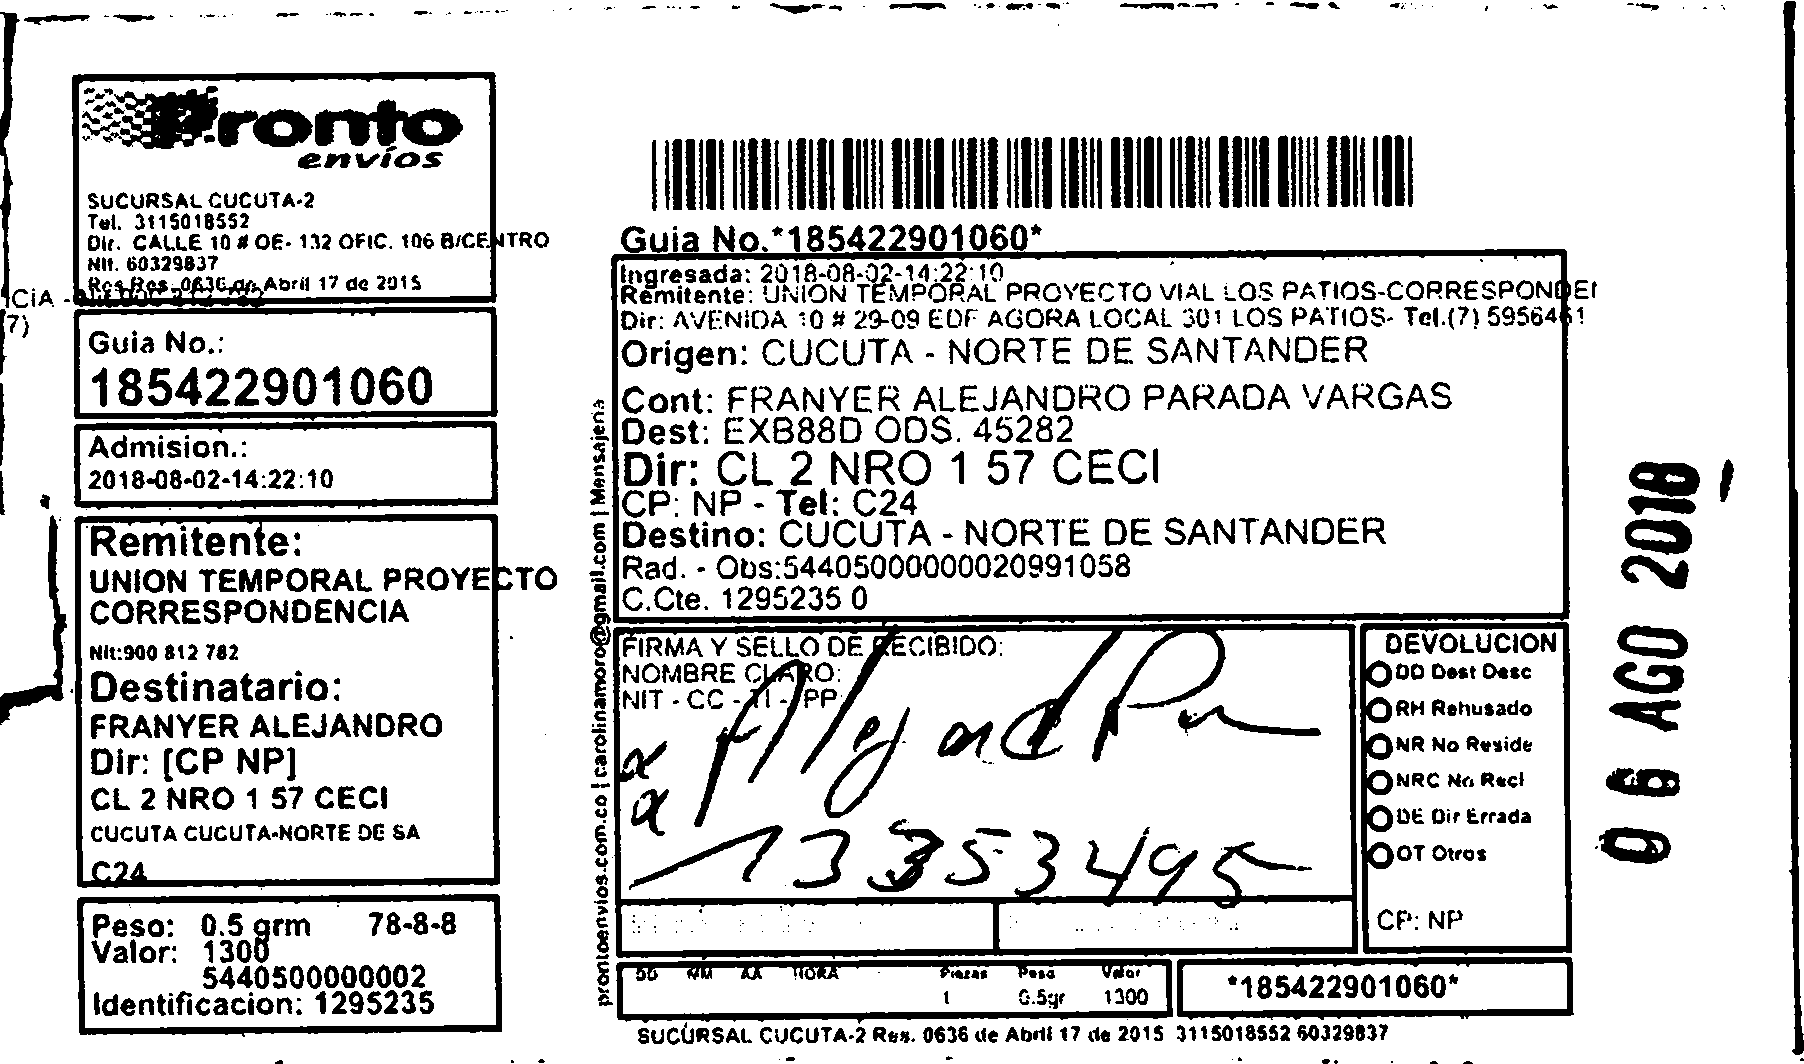 Pronto
envíos
SUCURSAL CUCUTA-2
Tel. 3115018552
Dir. CALLE 10 # OE- 132 OFIC. 106 B/CENTRO
Nit. 60329837
Res Res. 0636 de Abril 17 de 2015
CIA -
7)
Guia No.:
185422901060
Admision.:
2018-08-02-14:22:10
Remitente:
UNION TEMPORAL PROYECTO
CORRESPONDENCIA
Nit:900 812 782
Destinatario:
FRANYER ALEJANDRO
Dir: [CP NP]
CL 2 NRO 1 57 CECI
CUCUTA CUCUTA-NORTE DE SA
C24
Peso: 0.5 grm 78-8-8
Valor: 1300
5440500000002
Identificacion: 1295235
prontoenvios.com.co | carolinamoro@gmail.com | Mensajeria
Guia No.*185422901060*
Ingresada: 2018-08-02-14:22:10
Remitente: UNION TEMPORAL PROYECTO VIAL LOS PATIOS-CORRESPONDEN
Dir: AVENIDA 10 # 29-09 EDF AGORA LOCAL 301 LOS PATIOS- Tel.(7) 5956461
Origen: CUCUTA - NORTE DE SANTANDER
Cont: FRANYER ALEJANDRO PARADA VARGAS
Dest: EXB88D ODS. 45282
Dir: CL 2 NRO 1 57 CECI
CP: NP - Tel: C24
Destino: CUCUTA - NORTE DE SANTANDER
Rad. - Obs:54405000000020991058
C.Cte. 1295235 0
FIRMA Y SELLO DE RECIBIDO:
NOMBRE CLARO:
NIT - CC - TI - PP:
13353495
DEVOLUCION
DD Dest Desc
RH Rehusado
NR No Reside
NRC No Recl
DE Dir Errada
OT Otros
CP: NP
DD MM AA HORA Piezas Peso Valor
1 0.5gr 1300
*185422901060*
SUCURSAL CUCUTA-2 Res. 0636 de Abril 17 de 2015 3115018552 60329837
06 AGO 2018